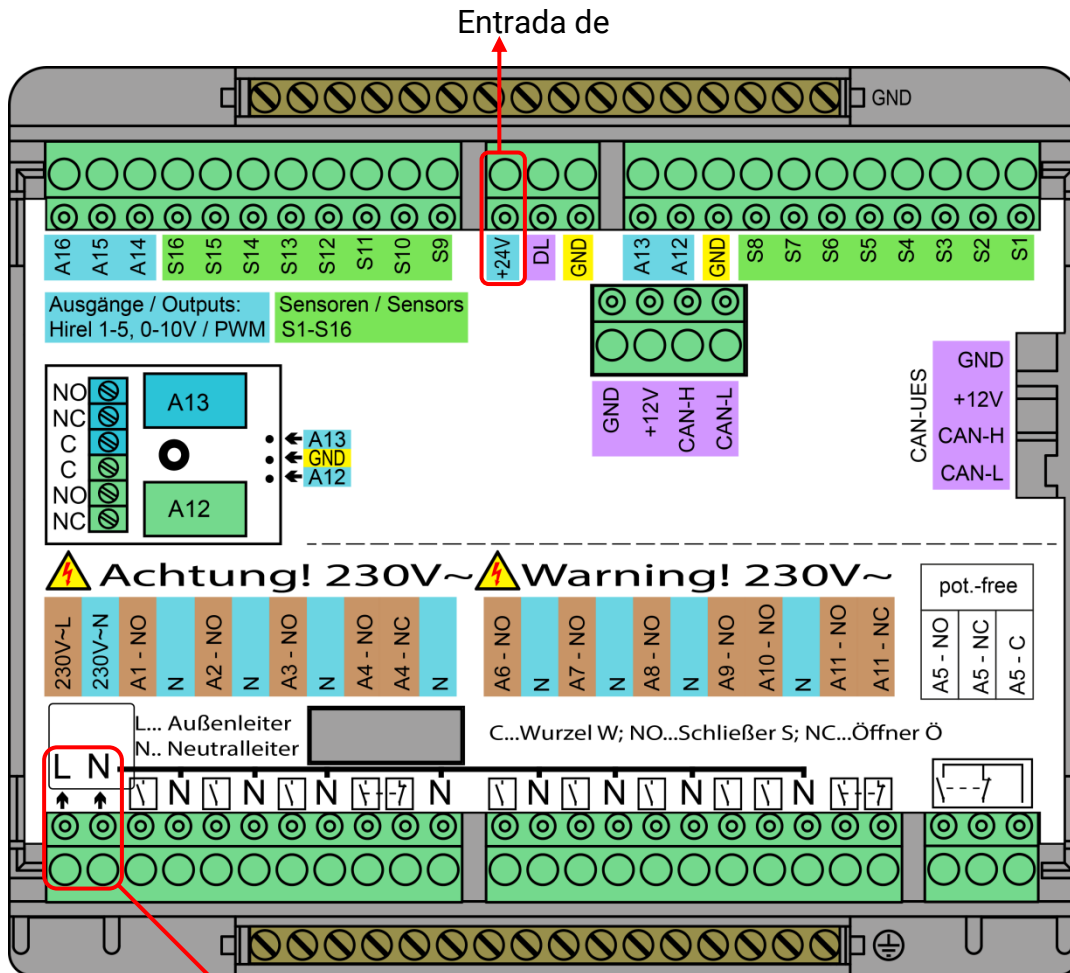 Entrada de
GND
A16 A15 A14 S16 S15 S14 S13 S12 S11 S10 S9 +24V DL GND A13 A12 GND S8 S7 S6 S5 S4 S3 S2 S1
Ausgänge / Outputs:
Hirel 1-5, 0-10V / PWM
Sensoren / Sensors
S1-S16
GND +12V CAN-H CAN-L
CAN-UES
GND
+12V
CAN-H
CAN-L
NO
NC
C
C
NO
NC
A13
A12
A13
GND
A12
Achtung! 230V~
Warning! 230V~
230V~L 230V~N A1 - NO N A2 - NO N A3 - NO N A4 - NO A4 - NC N
A6 - NO N A7 - NO N A8 - NO N A9 - NO A10 - NO N A11 - NO A11 - NC
pot.-free
A5 - NO A5 - NC A5 - C
L... Außenleiter
N.. Neutralleiter
C...Wurzel W; NO...Schließer S; NC...Öffner Ö
L N N N N N N N N N